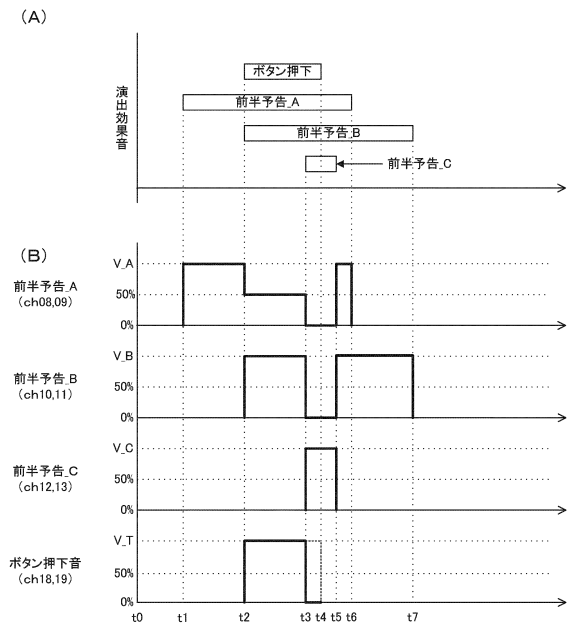 (A)
演出効果音
ボタン押下
前半予告_A
前半予告_B
前半予告_C
(B)
前半予告_A
(ch08,09)
V_A
50%
0%
前半予告_B
(ch10,11)
V_B
50%
0%
前半予告_C
(ch12,13)
V_C
50%
0%
ボタン押下音
(ch18,19)
V_T
50%
0%
t0 t1 t2 t3 t4 t5 t6 t7